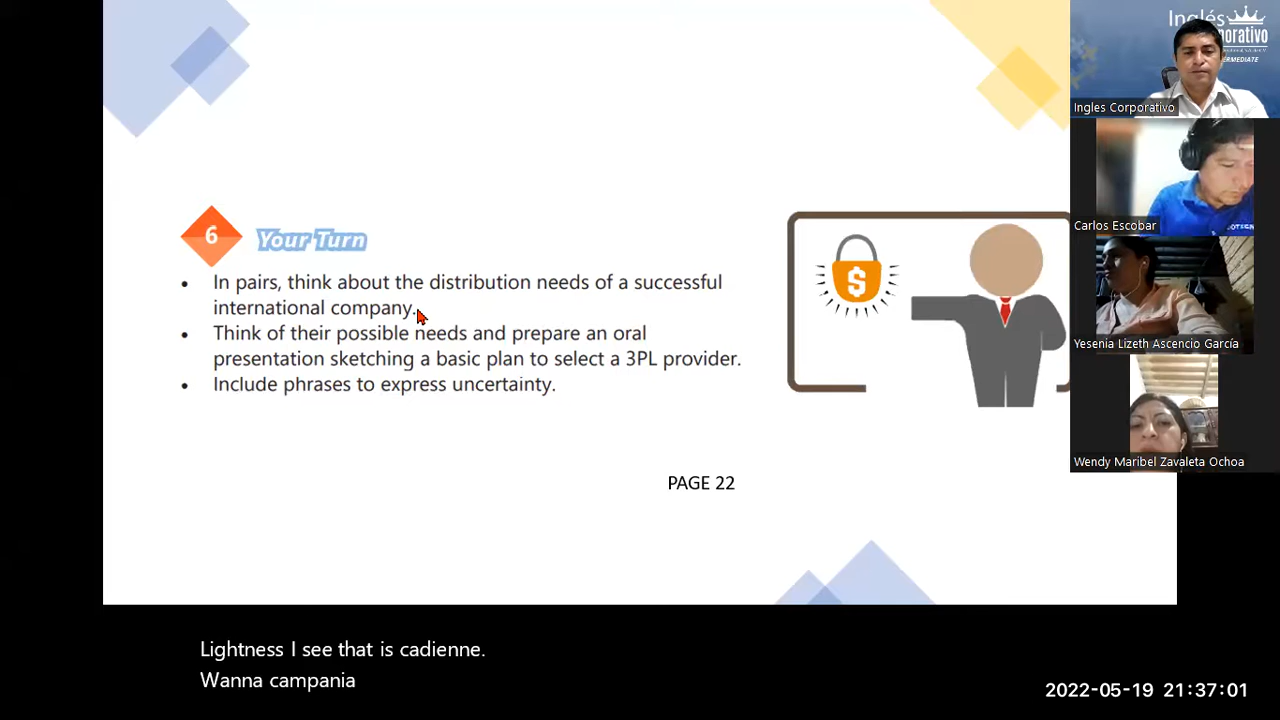 Inglés
porativo
ERMEDIATE
Ingles Corporativo
Carlos Escobar
Yesenia Lizeth Ascencio García
Wendy Maribel Zavaleta Ochoa
6
Your Turn
• In pairs, think about the distribution needs of a successful
international company.
• Think of their possible needs and prepare an oral
presentation sketching a basic plan to select a 3PL provider.
• Include phrases to express uncertainty.
$
PAGE 22
Lightness I see that is cadienne.
Wanna campania
2022-05-19 21:37:01